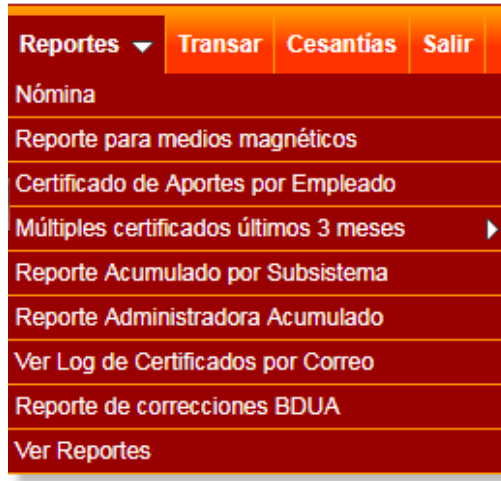 Reportes Transar Cesantías Salir
Nómina
Reporte para medios magnéticos
Certificado de Aportes por Empleado
Múltiples certificados últimos 3 meses
Reporte Acumulado por Subsistema
Reporte Administradora Acumulado
Ver Log de Certificados por Correo
Reporte de correcciones BDUA
Ver Reportes